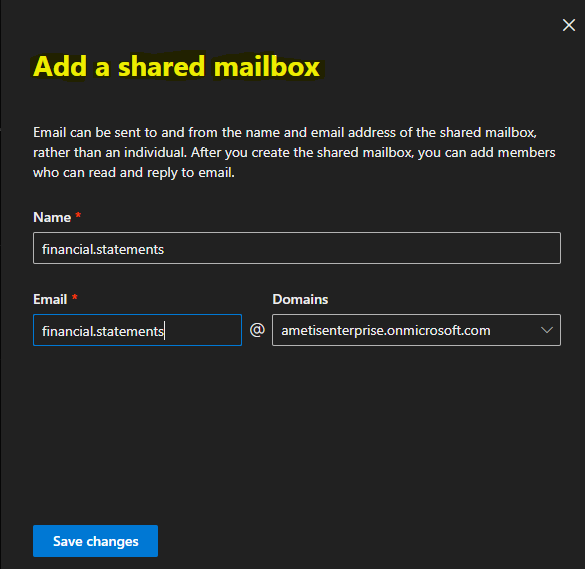 Add a shared mailbox
Email can be sent to and from the name and email address of the shared mailbox,
rather than an individual. After you create the shared mailbox, you can add members
who can read and reply to email.
Name *
financial.statements
Email * Domains
financial.statements @ ametisenterprise.onmicrosoft.com
Save changes